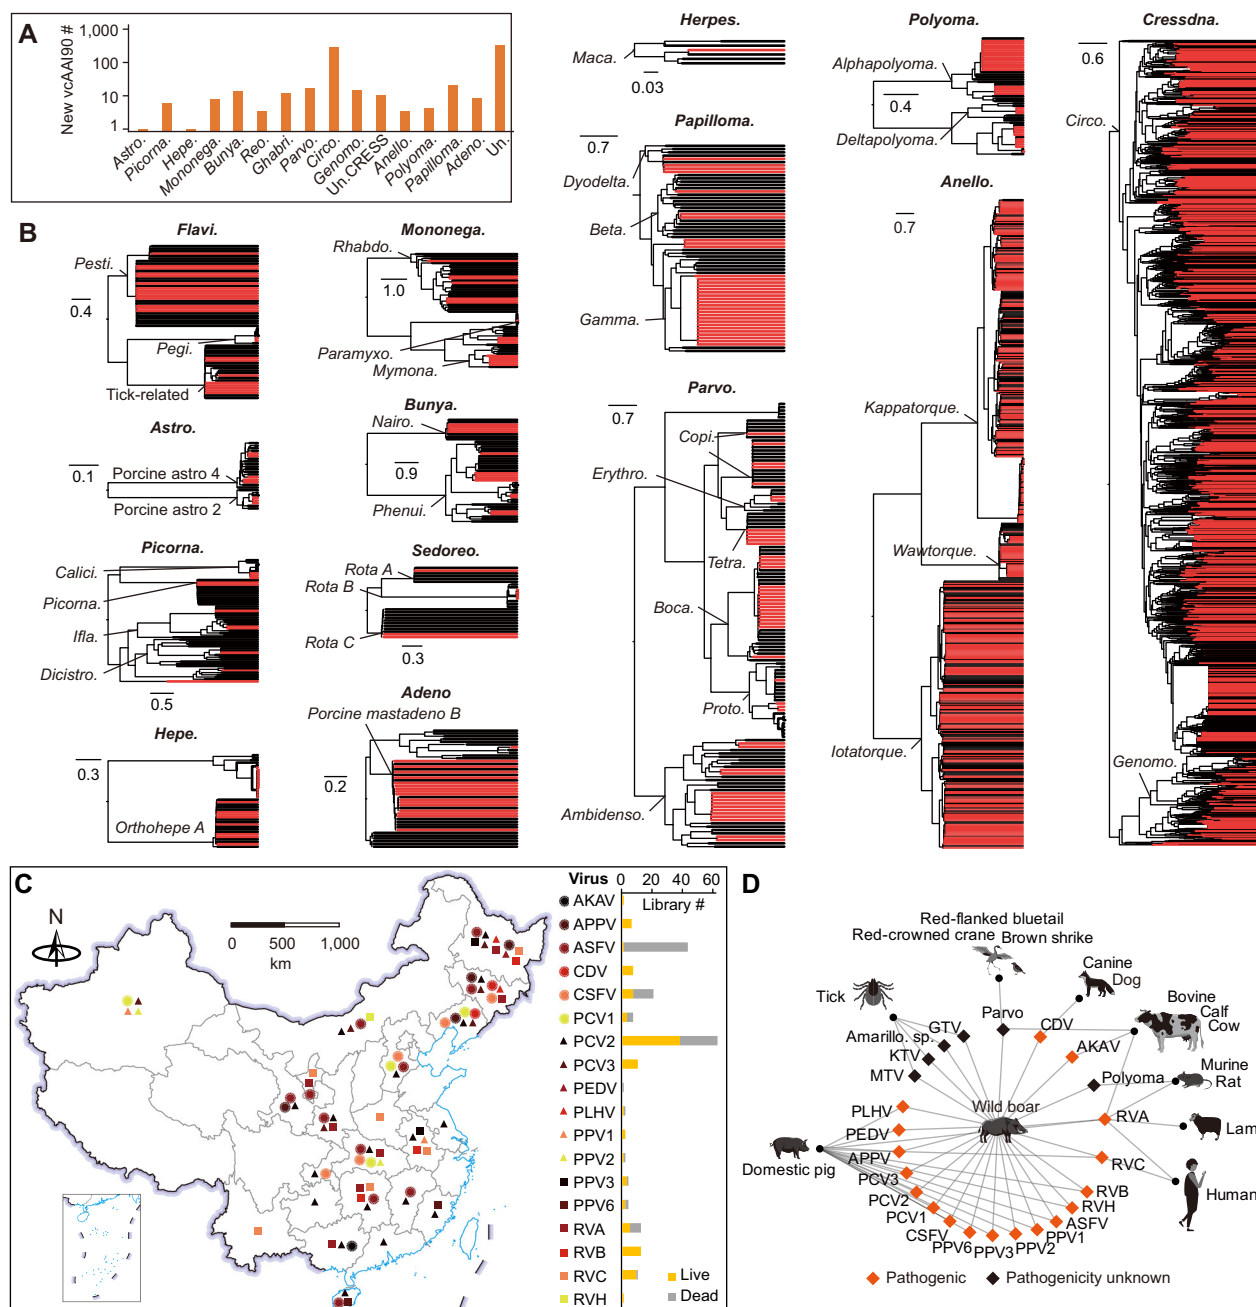 A
New vcAAI90 #
1,000
100
10
1
Astro.
Picorna.
Hepe.
Mononega.
Bunya.
Reo.
Ghabri.
Parvo.
Circo.
Genomo.
Un.CRESS
Anello.
Polyoma.
Papilloma.
Adeno.
Un.
B
Flavi.
Pesti.
0.4
Pegi.
Tick-related
Astro.
0.1
Porcine astro 4
Porcine astro 2
Picorna.
Calici.
Picorna.
Ifla.
Dicistro.
0.5
Hepe.
0.3
Orthohepe A
Mononega.
Rhabdo.
1.0
Paramyxo.
Mymona.
Bunya.
Nairo.
0.9
Phenui.
Sedoreo.
Rota A
Rota B
Rota C
0.3
Adeno
Porcine mastadeno B
0.2
Herpes.
Maca.
0.03
Papilloma.
0.7
Dyodelta.
Beta.
Gamma.
Parvo.
0.7
Copi.
Erythro.
Tetra.
Boca.
Proto.
Ambidenso.
Polyoma.
Alphapolyoma.
0.4
Deltapolyoma.
Anello.
0.7
Kappatorque.
Wawtorque.
Iotatorque.
Cressdna.
0.6
Circo.
Genomo.
C
N
0 500 1,000
km
Virus
0 20 40 60
Library #
AKAV
APPV
ASFV
CDV
CSFV
PCV1
PCV2
PCV3
PEDV
PLHV
PPV1
PPV2
PPV3
PPV6
RVA
RVB
RVC
RVH
Live
Dead
D
Red-flanked bluetail
Red-crowned crane
Brown shrike
Canine
Dog
Bovine
Calf
Cow
Tick
Parvo
CDV
GTV
Amarillo. sp.
KTV
MTV
AKAV
Murine
Rat
Polyoma
Wild boar
PLHV
PEDV
APPV
PCV3
PCV2
PCV1
CSFV
PPV6
PPV3
PPV2
PPV1
ASFV
RVH
RVB
RVC
RVA
Lam
Human
Domestic pig
Pathogenic
Pathogenicity unknown